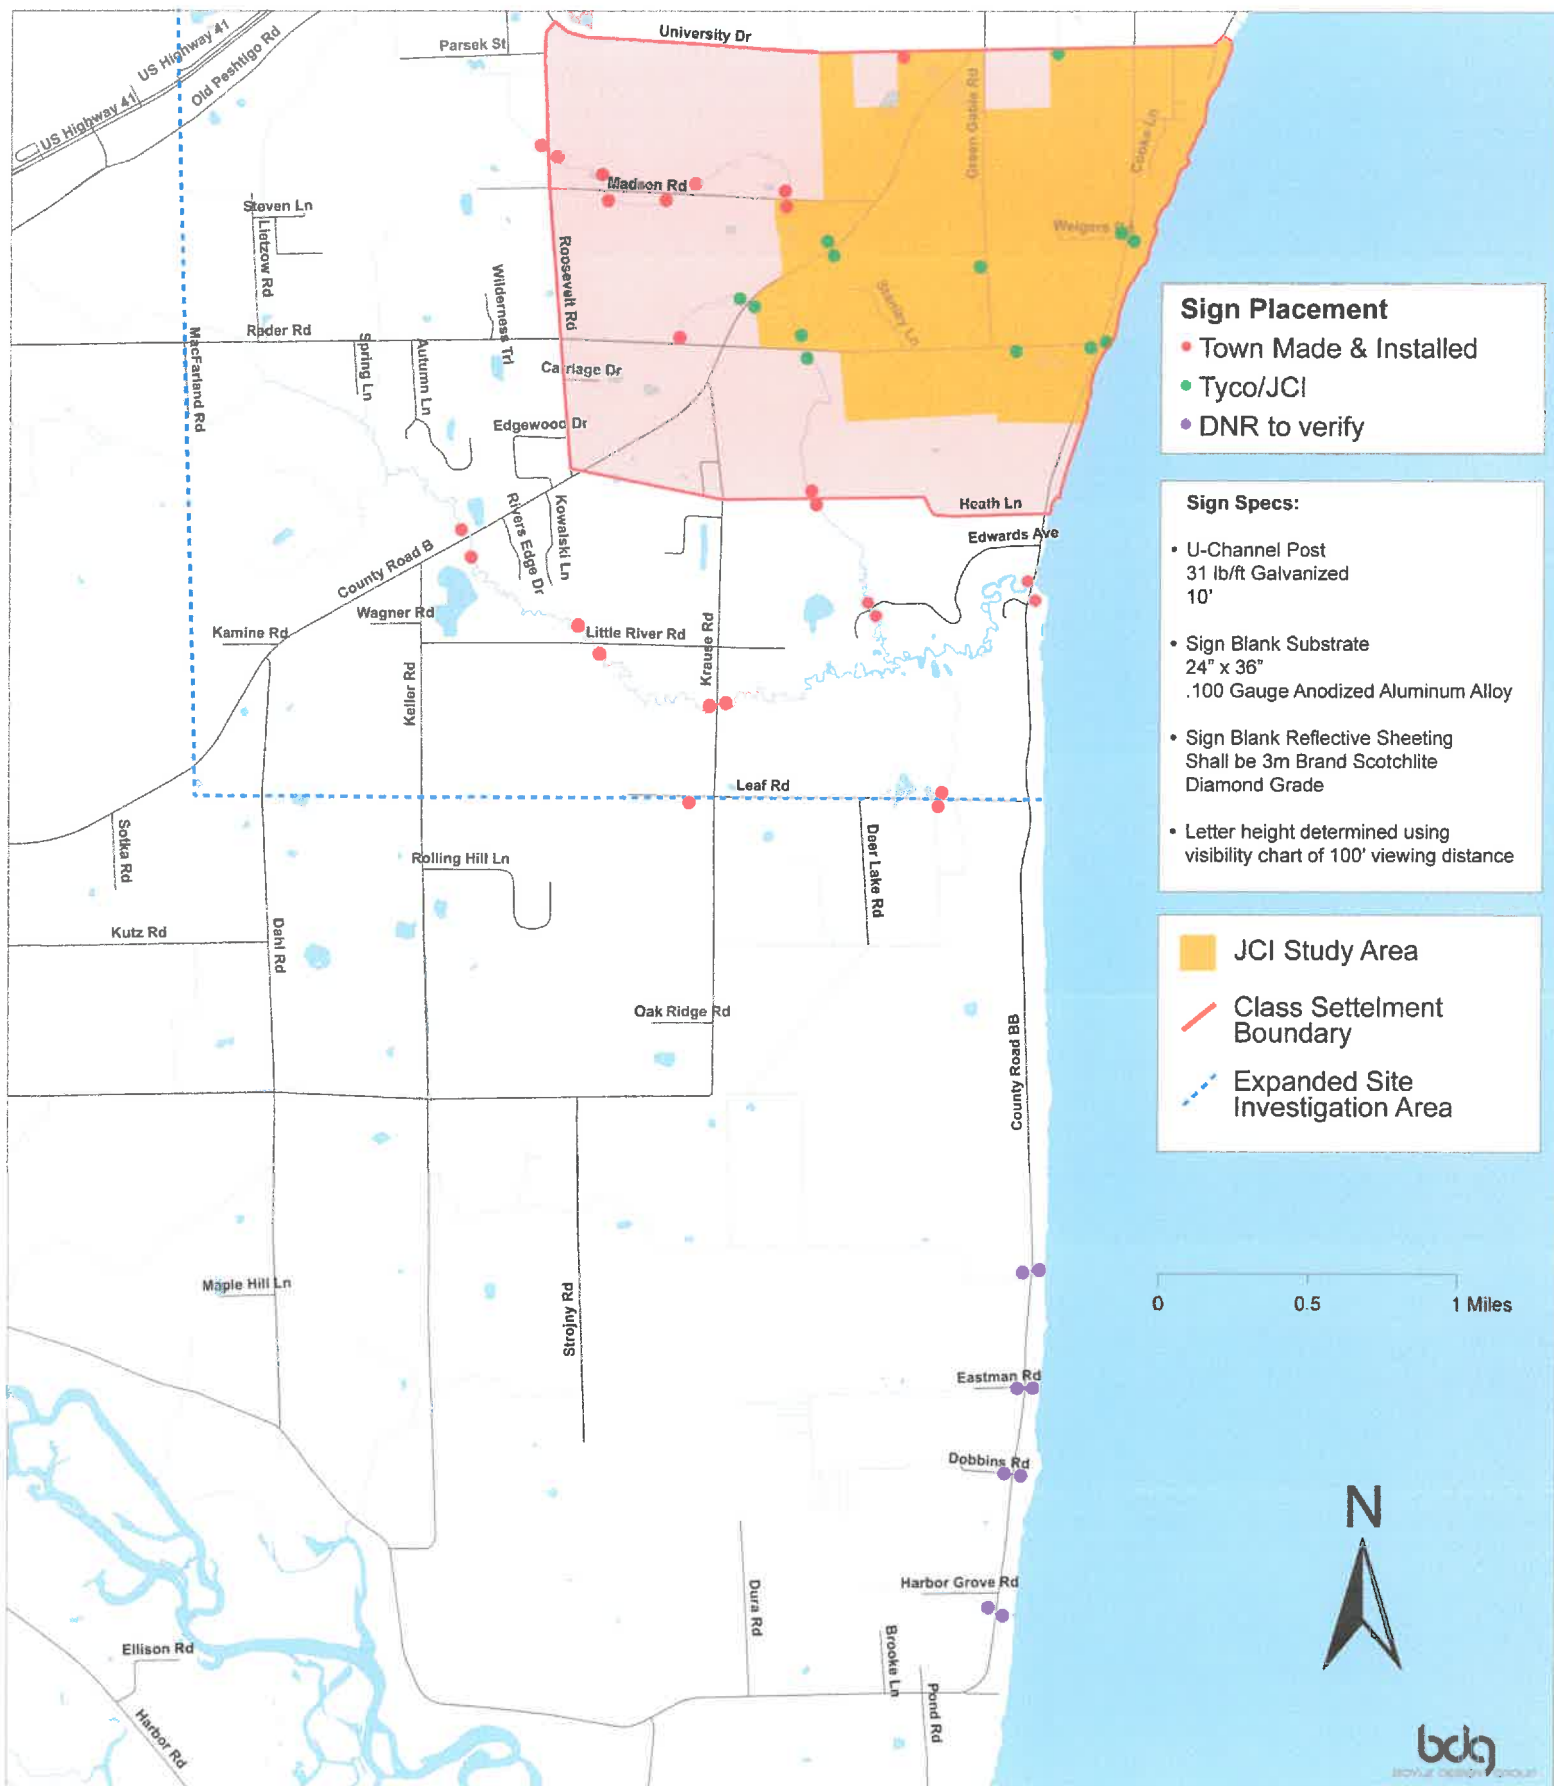 University Dr
Parsek St
US Highway 41
Old Peshtigo Rd
US Highway 41
Green Gable Rd
Cooke Ln
Madson Rd
Steven Ln
Lietzow Rd
Weigers Rd
Roosevelt Rd
Wilderness Trl
Stanley Ln
Rader Rd
MacFarland Rd
Spring Ln
Autumn Ln
Carriage Dr
Edgewood Dr
Heath Ln
Edwards Ave
Rivers Edge Dr
Kowalski Ln
County Road B
Wagner Rd
Kamine Rd
Little River Rd
Krause Rd
Keller Rd
Leaf Rd
Sotka Rd
Rolling Hill Ln
Deer Lake Rd
Kutz Rd
Dahl Rd
Oak Ridge Rd
County Road BB
Maple Hill Ln
Strojny Rd
Eastman Rd
Dobbins Rd
Harbor Grove Rd
Dura Rd
Brooke Ln
Pond Rd
Ellison Rd
Harbor Rd
Sign Placement
• Town Made & Installed
• Tyco/JCI
• DNR to verify
Sign Specs:
• U-Channel Post
31 lb/ft Galvanized
10'
• Sign Blank Substrate
24" x 36"
.100 Gauge Anodized Aluminum Alloy
• Sign Blank Reflective Sheeting
Shall be 3m Brand Scotchlite
Diamond Grade
• Letter height determined using
visibility chart of 100' viewing distance
JCI Study Area
Class Settelment
Boundary
Expanded Site
Investigation Area
0 0.5 1 Miles
N
bdg